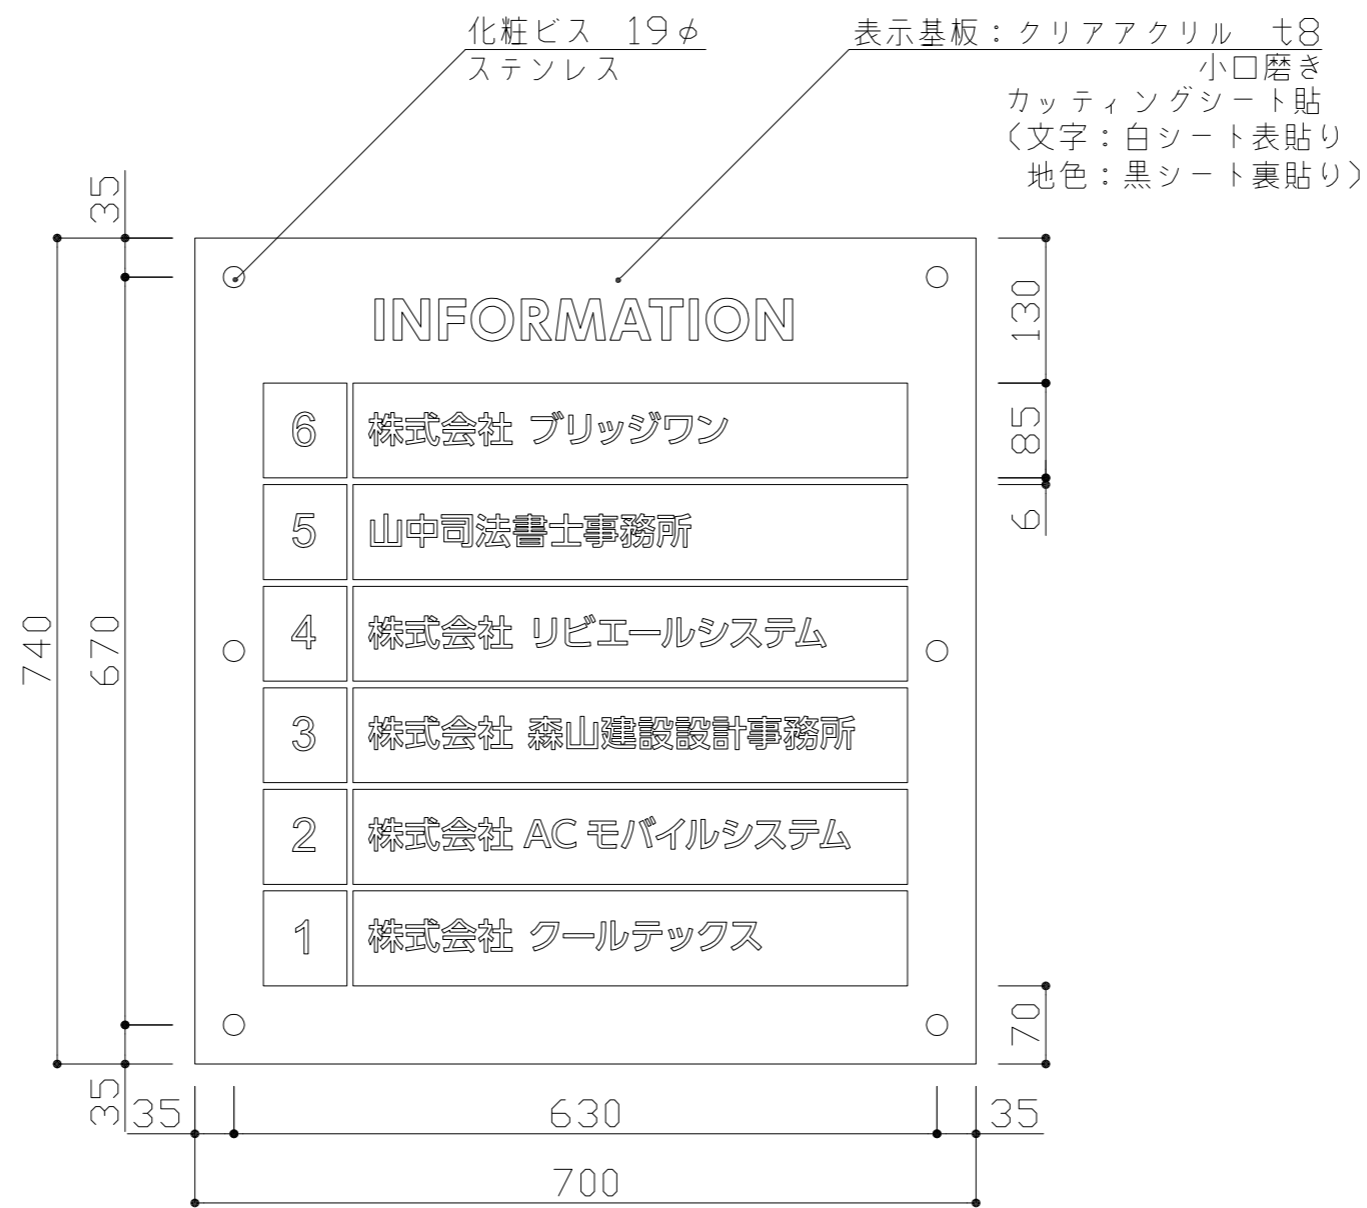 化粧ビス 19φ
ステンレス
表示基板：クリアアクリル t8
小口磨き
カッティングシート貼
（文字：白シート表貼り
地色：黒シート裏貼り）
35
740
670
35
INFORMATION
6 株式会社 ブリッジワン
5 山中司法書士事務所
4 株式会社 リビエールシステム
3 株式会社 森山建設設計事務所
2 株式会社 ACモバイルシステム
1 株式会社 クールテックス
130
85
6
70
35
630
35
700